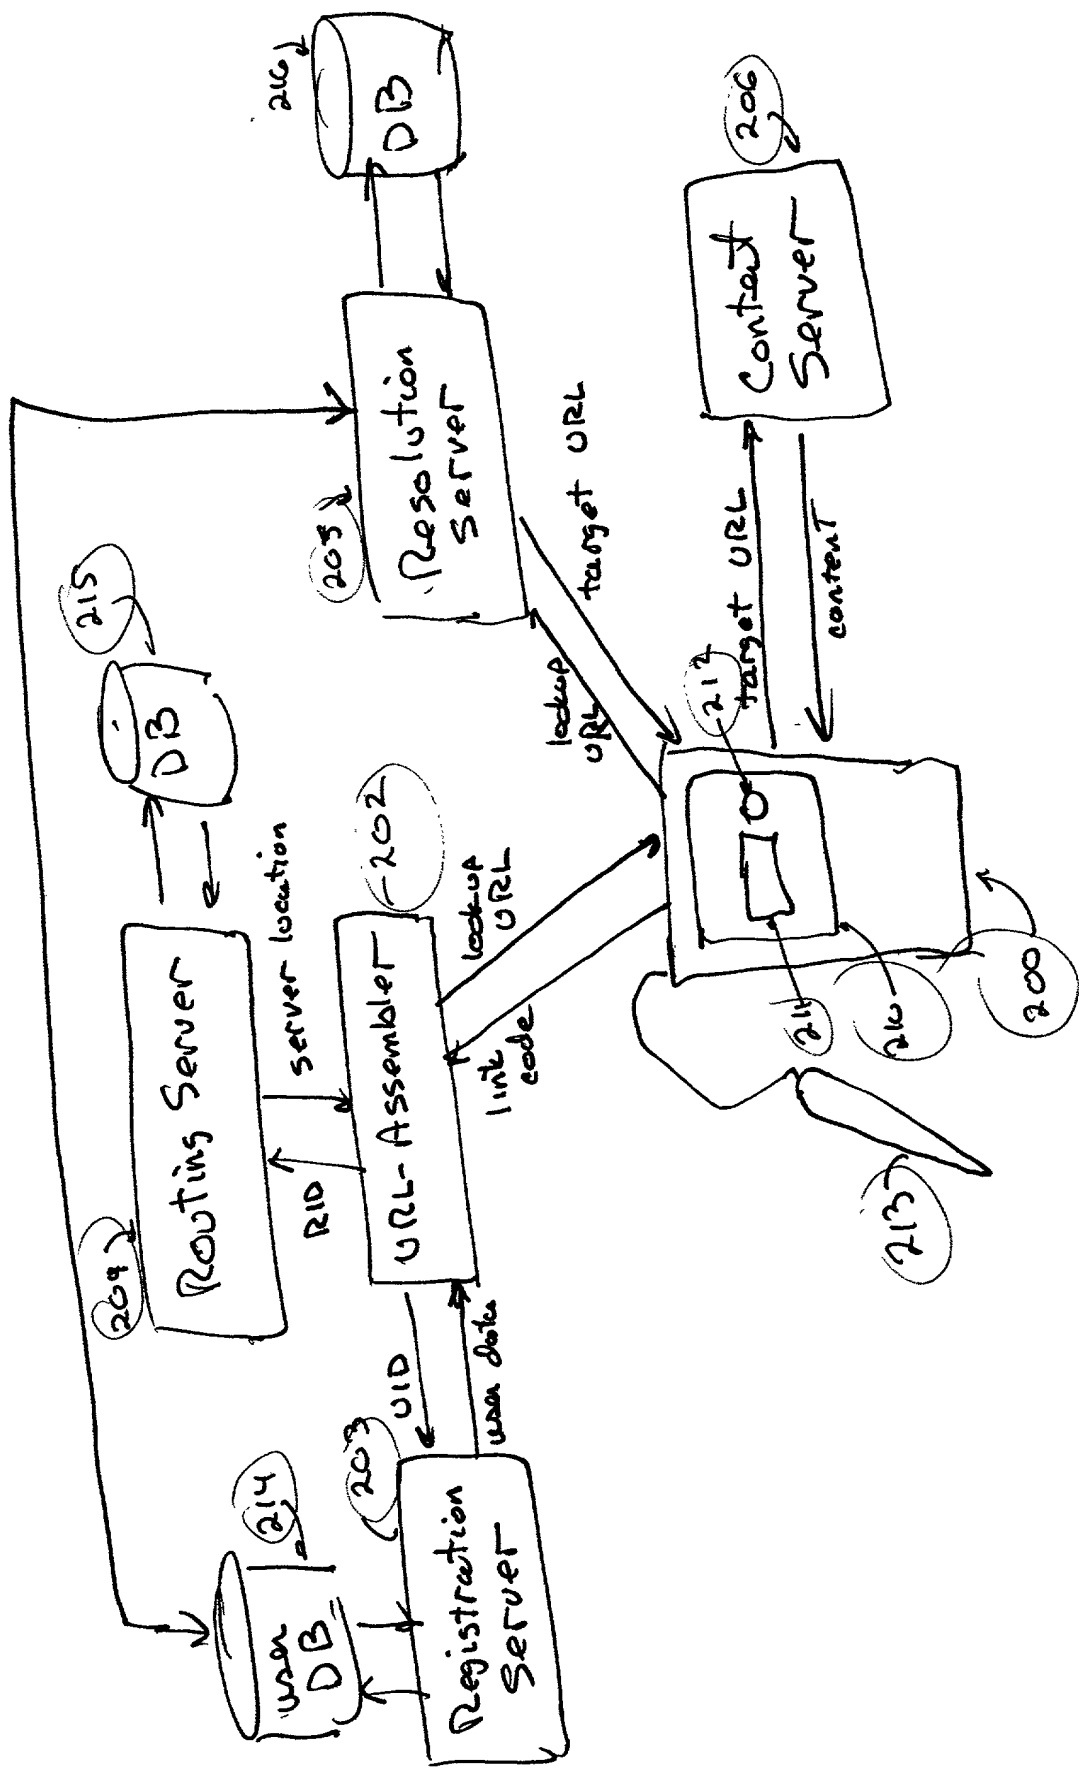 216
DB
215
DB
203
Resolution
Server
206
Content
Server
204
Routing Server
server location
RID
-202
URL-Assembler
lookup
URL
link
code
lookup
URL
target URL
212
target URL
content
214
user
DB
203
Registration
Server
UID
user data
211
210
200
213